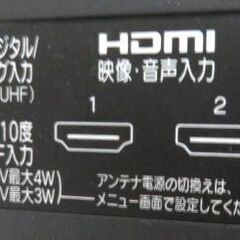 ジタル/
グ入力
UHF)
HDMI
映像・音声入力
1
2
10度
F入力
V最大4W)
V最大3W)
アンテナ電源の切換えは、
メニュー画面で設定してくだ